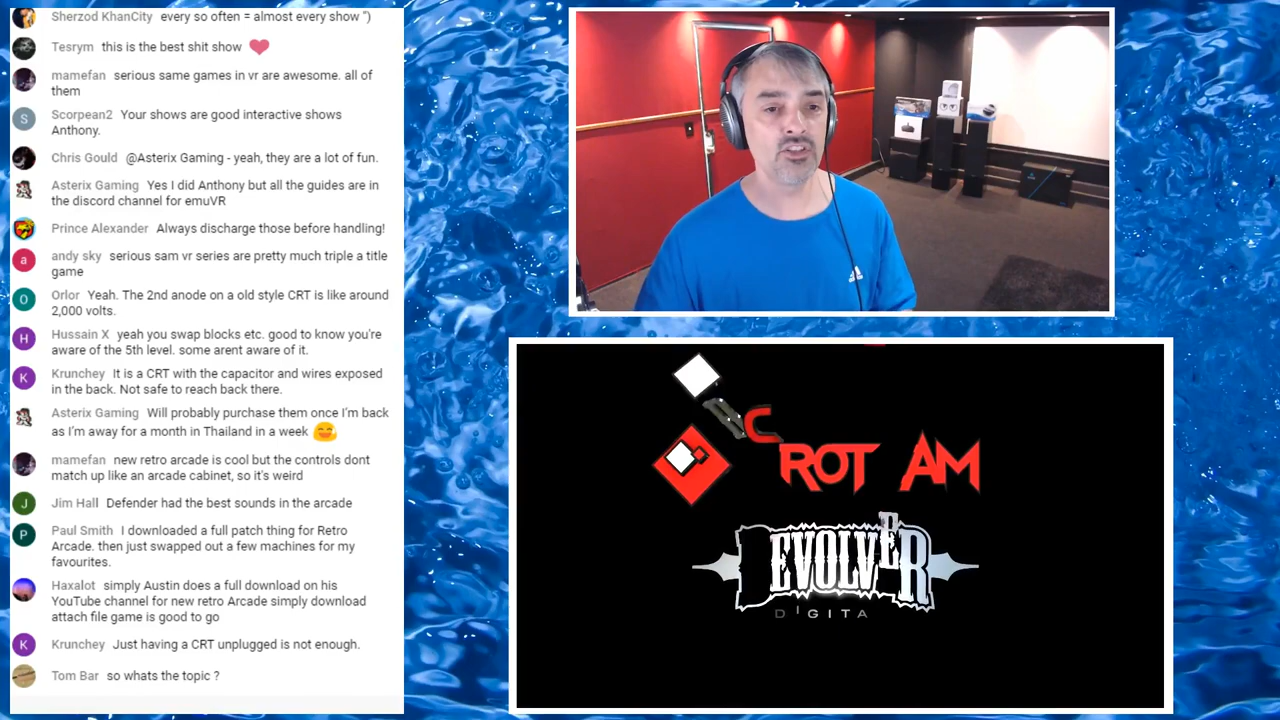 Sherzod KhanCity every so often = almost every show ")
Tesrym this is the best shit show
mamefan serious same games in vr are awesome. all of
them
Scorpean2 Your shows are good interactive shows
Anthony.
Chris Gould @Asterix Gaming - yeah, they are a lot of fun.
Asterix Gaming Yes I did Anthony but all the guides are in
the discord channel for emuVR
Prince Alexander Always discharge those before handling!
a
andy sky serious sam vr series are pretty much triple a title
game
Orlor Yeah. The 2nd anode on a old style CRT is like around
2,000 volts.
Hussain X yeah you swap blocks etc. good to know you're
aware of the 5th level. some arent aware of it.
Krunchey It is a CRT with the capacitor and wires exposed
in the back. Not safe to reach back there.
Asterix Gaming Will probably purchase them once I'm back
as I'm away for a month in Thailand in a week
mamefan new retro arcade is cool but the controls dont
match up like an arcade cabinet, so it's weird
Jim Hall Defender had the best sounds in the arcade
Paul Smith I downloaded a full patch thing for Retro
Arcade. then just swapped out a few machines for my
favourites.
Haxalot simply Austin does a full download on his
YouTube channel for new retro Arcade simply download
attach file game is good to go
Krunchey Just having a CRT unplugged is not enough.
Tom Bar so whats the topic ?
C
ROT AM
DEVOLVER
DIGITA